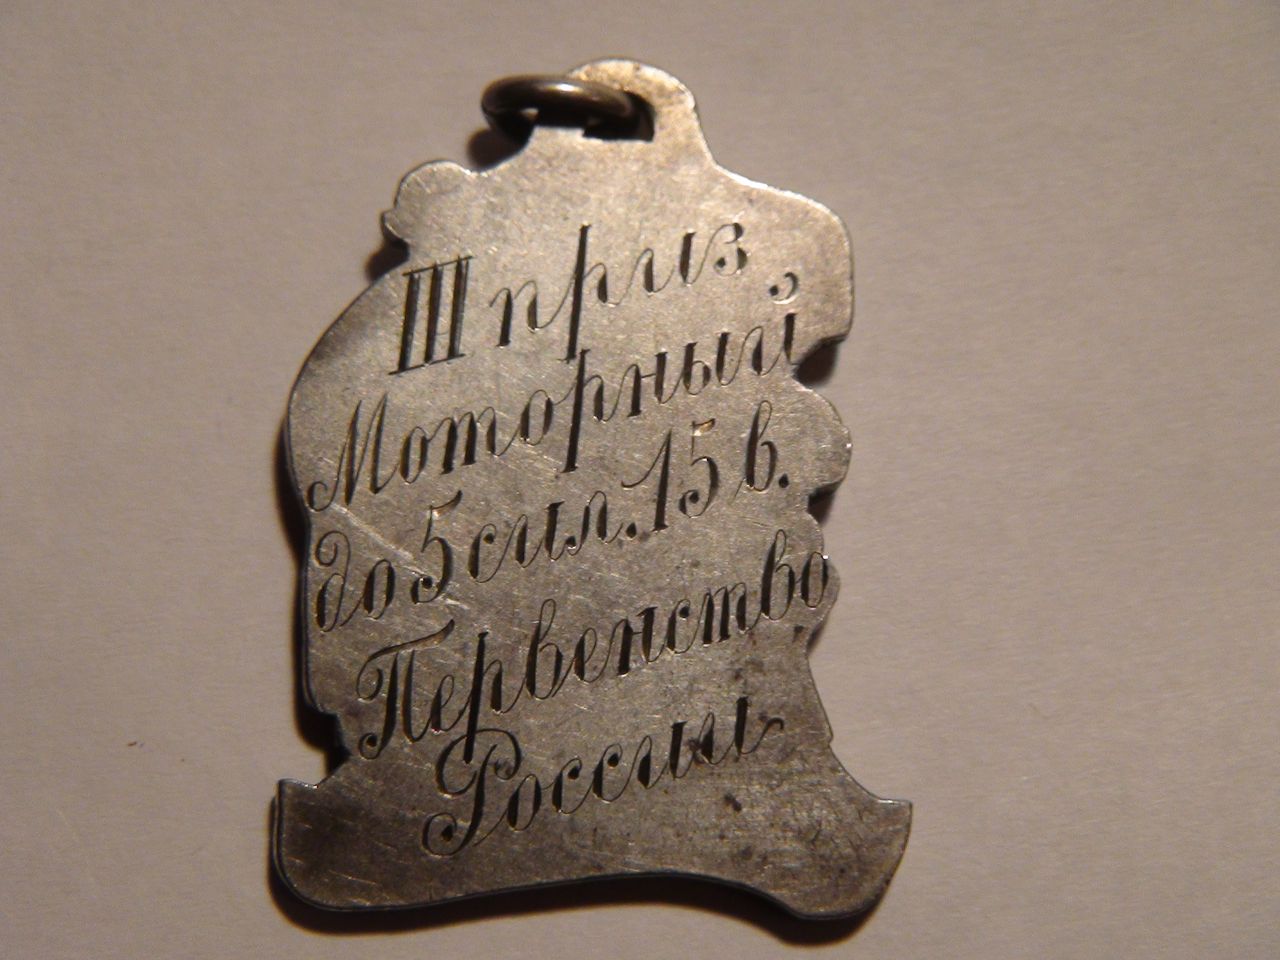 III приз
Моторный
до 5 сил. 15 в.
Первенство
России